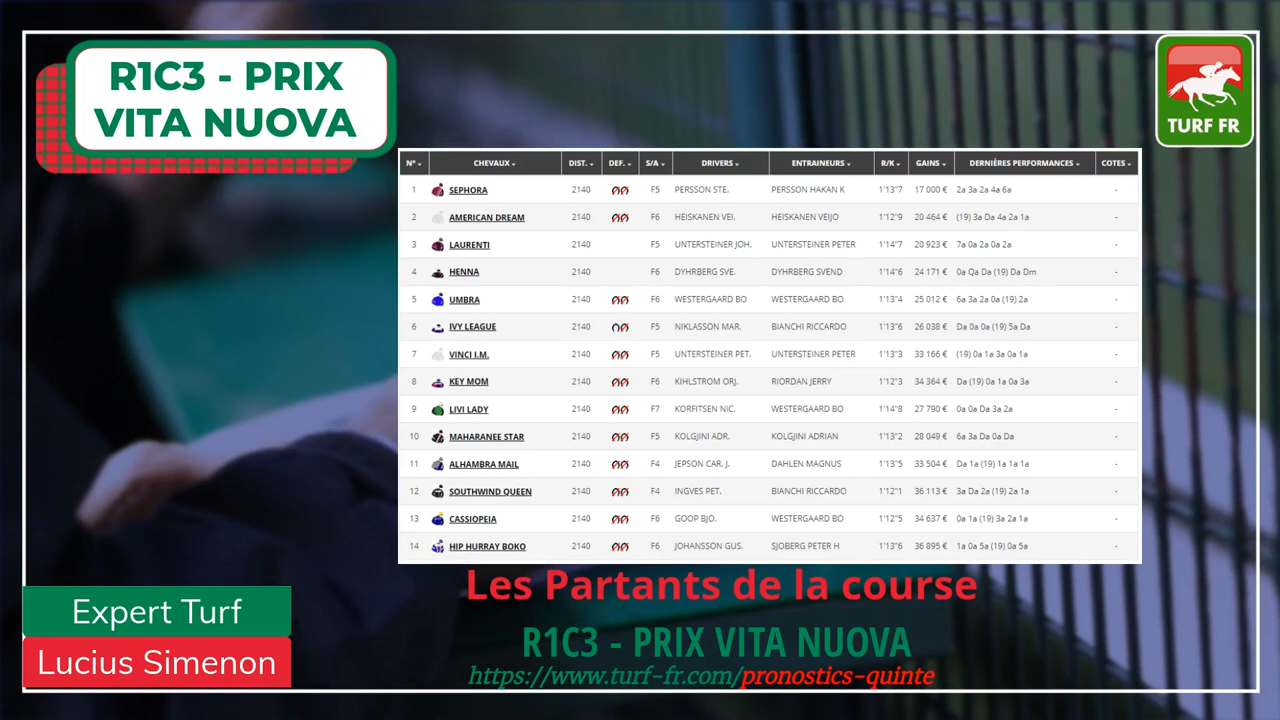 R1C3 - PRIX
VITA NUOVA
TURF FR
N° CHEVAUX DIST. DEF. S/A DRIVERS ENTRAINEURS R/K GAINS DERNIÈRES PERFORMANCES COTES
1 SEPHORA 2140 F5 PERSSON STE. PERSSON HAKAN K 1'13"7 17 000 € 2a 3a 2a 4a 6a -
2 AMERICAN DREAM 2140 F6 HEISKANEN VEI. HEISKANEN VEIJO 1'12"9 20 464 € (19) 3a Da 4a 2a 1a -
3 LAURENTI 2140 F5 UNTERSTEINER JOH. UNTERSTEINER PETER 1'14"7 20 923 € 7a 0a 2a 0a 2a -
4 HENNA 2140 F6 DYHRBERG SVE. DYHRBERG SVEND 1'14"6 24 171 € 0a Qa Da (19) Da Dm -
5 UMBRA 2140 F6 WESTERGAARD BO WESTERGAARD BO 1'13"4 25 012 € 6a 3a 2a 0a (19) 2a -
6 IVY LEAGUE 2140 F5 NIKLASSON MAR. BIANCHI RICCARDO 1'13"6 26 038 € Da 0a 0a (19) 5a Da -
7 VINCI I.M. 2140 F5 UNTERSTEINER PET. UNTERSTEINER PETER 1'13"3 33 166 € (19) 0a 1a 3a 0a 1a -
8 KEY MOM 2140 F6 KIHLSTROM ORJ. RIORDAN JERRY 1'12"3 34 364 € Da (19) 0a 1a 0a 3a -
9 LIVI LADY 2140 F7 KORFITSEN NIC. WESTERGAARD BO 1'14"8 27 790 € 0a 0a Da 3a 2a -
10 MAHARANEE STAR 2140 F5 KOLGJINI ADR. KOLGJINI ADRIAN 1'13"2 28 049 € 6a 3a Da 0a Da -
11 ALHAMBRA MAIL 2140 F4 JEPSON CAR. J. DAHLEN MAGNUS 1'13"5 33 504 € Da 1a (19) 1a 1a 1a -
12 SOUTHWIND QUEEN 2140 F4 INGVES PET. BIANCHI RICCARDO 1'12"1 36 113 € 3a Da 2a (19) 2a 1a -
13 CASSIOPEIA 2140 F6 GOOP BJO. WESTERGAARD BO 1'12"5 34 637 € 0a 1a (19) 3a 2a 1a -
14 HIP HURRAY BOKO 2140 F6 JOHANSSON GUS. SJOBERG PETER H 1'13"6 36 895 € 1a 0a 5a (19) 0a 5a -
Les Partants de la course
R1C3 - PRIX VITA NUOVA
https://www.turf-fr.com/pronostics-quinte
Expert Turf
Lucius Simenon